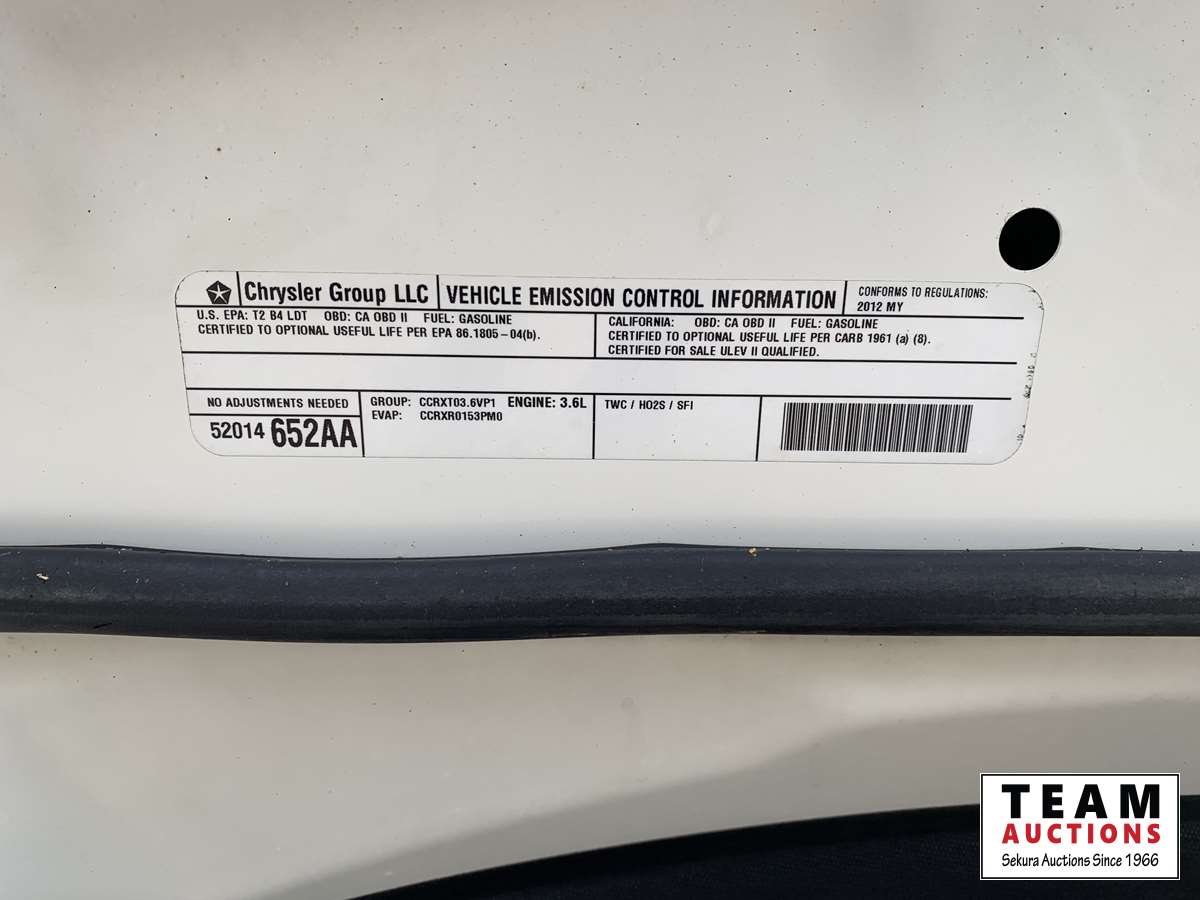 Chrysler Group LLC
VEHICLE EMISSION CONTROL INFORMATION
CONFORMS TO REGULATIONS:
2012 MY
U.S. EPA: T2 B4 LDT OBD: CA OBD II FUEL: GASOLINE
CERTIFIED TO OPTIONAL USEFUL LIFE PER EPA 86.1805-04(b).
CALIFORNIA: OBD: CA OBD II FUEL: GASOLINE
CERTIFIED TO OPTIONAL USEFUL LIFE PER CARB 1961 (a) (8).
CERTIFIED FOR SALE ULEV II QUALIFIED.
NO ADJUSTMENTS NEEDED
52014 652AA
GROUP: CCRXT03.6VP1 ENGINE: 3.6L
EVAP: CCRXR0153PM0
TWC / HO2S / SFI
TEAM
AUCTIONS
Sekura Auctions Since 1966